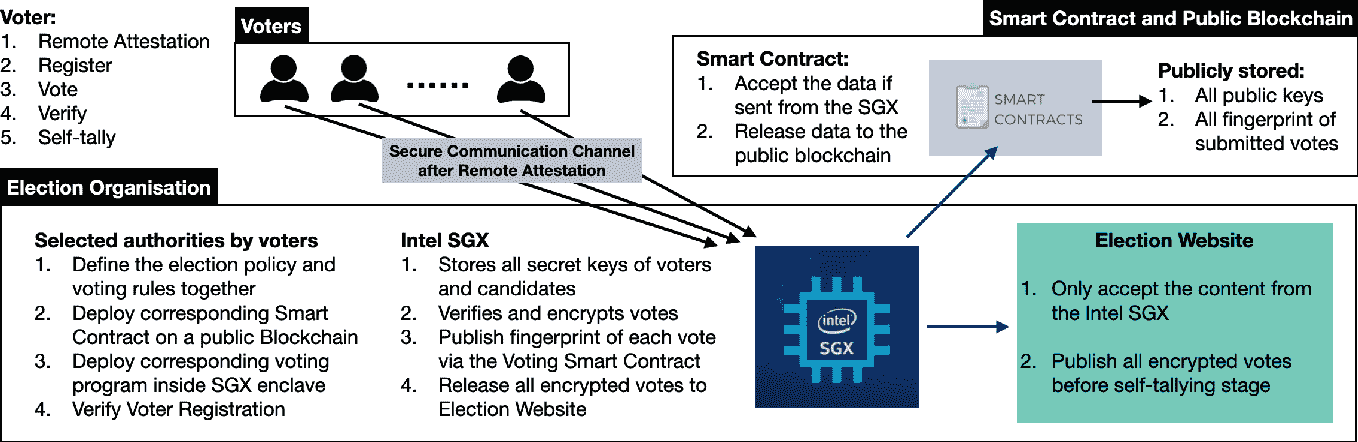 Voter:
1. Remote Attestation
2. Register
3. Vote
4. Verify
5. Self-tally
Voters
Secure Communication Channel
after Remote Attestation
Smart Contract and Public Blockchain
Smart Contract:
1. Accept the data if
sent from the SGX
2. Release data to the
public blockchain
SMART
CONTRACTS
Publicly stored:
1. All public keys
2. All fingerprint of
submitted votes
Election Organisation
Selected authorities by voters
1. Define the election policy and
voting rules together
2. Deploy corresponding Smart
Contract on a public Blockchain
3. Deploy corresponding voting
program inside SGX enclave
4. Verify Voter Registration
Intel SGX
1. Stores all secret keys of voters
and candidates
2. Verifies and encrypts votes
3. Publish fingerprint of each vote
via the Voting Smart Contract
4. Release all encrypted votes to
Election Website
intel
SGX
Election Website
1. Only accept the content from
the Intel SGX
2. Publish all encrypted votes
before self-tallying stage